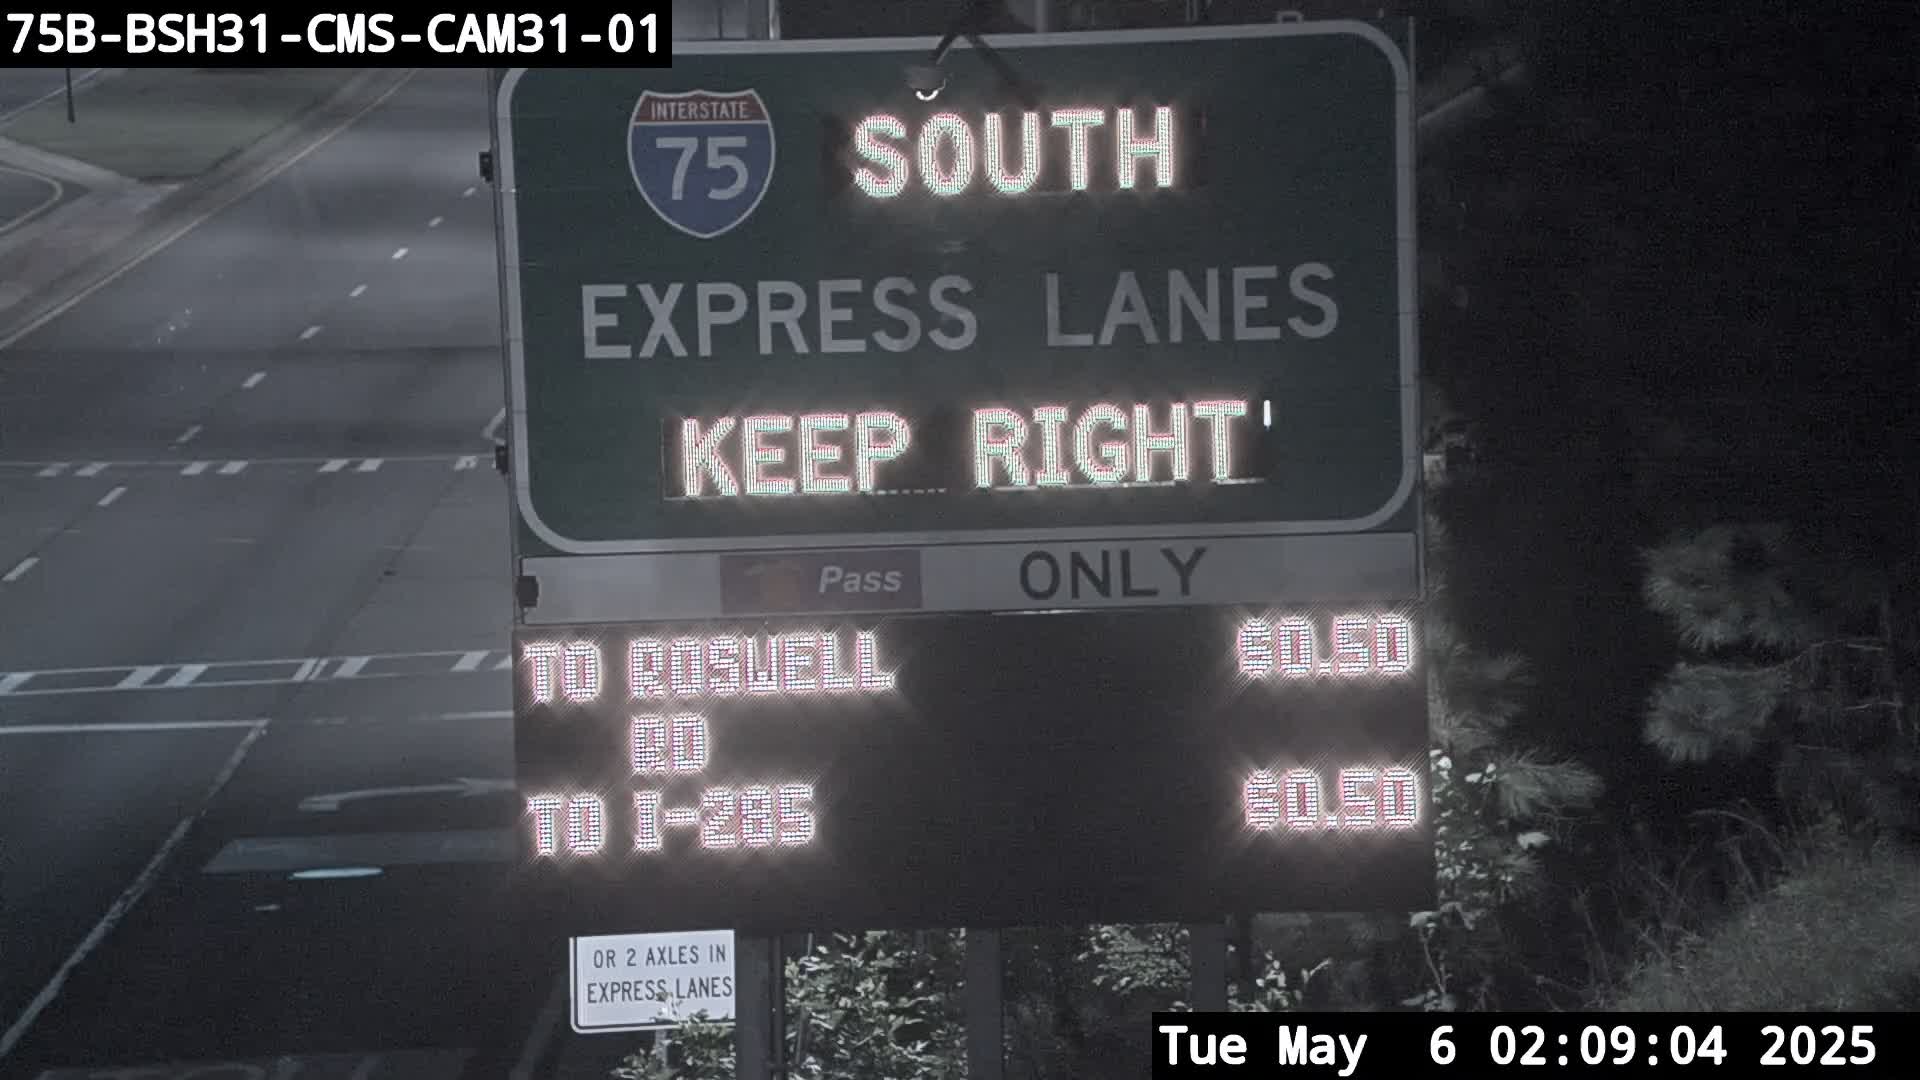 75B-BSH31-CMS-CAM31-01
INTERSTATE
75
SOUTH
EXPRESS LANES
KEEP RIGHT
Pass
ONLY
TO ROSWELL $0.50
RD
TO I-285 $0.50
OR 2 AXLES IN
EXPRESS LANES
Tue May 6 02:09:04 2025